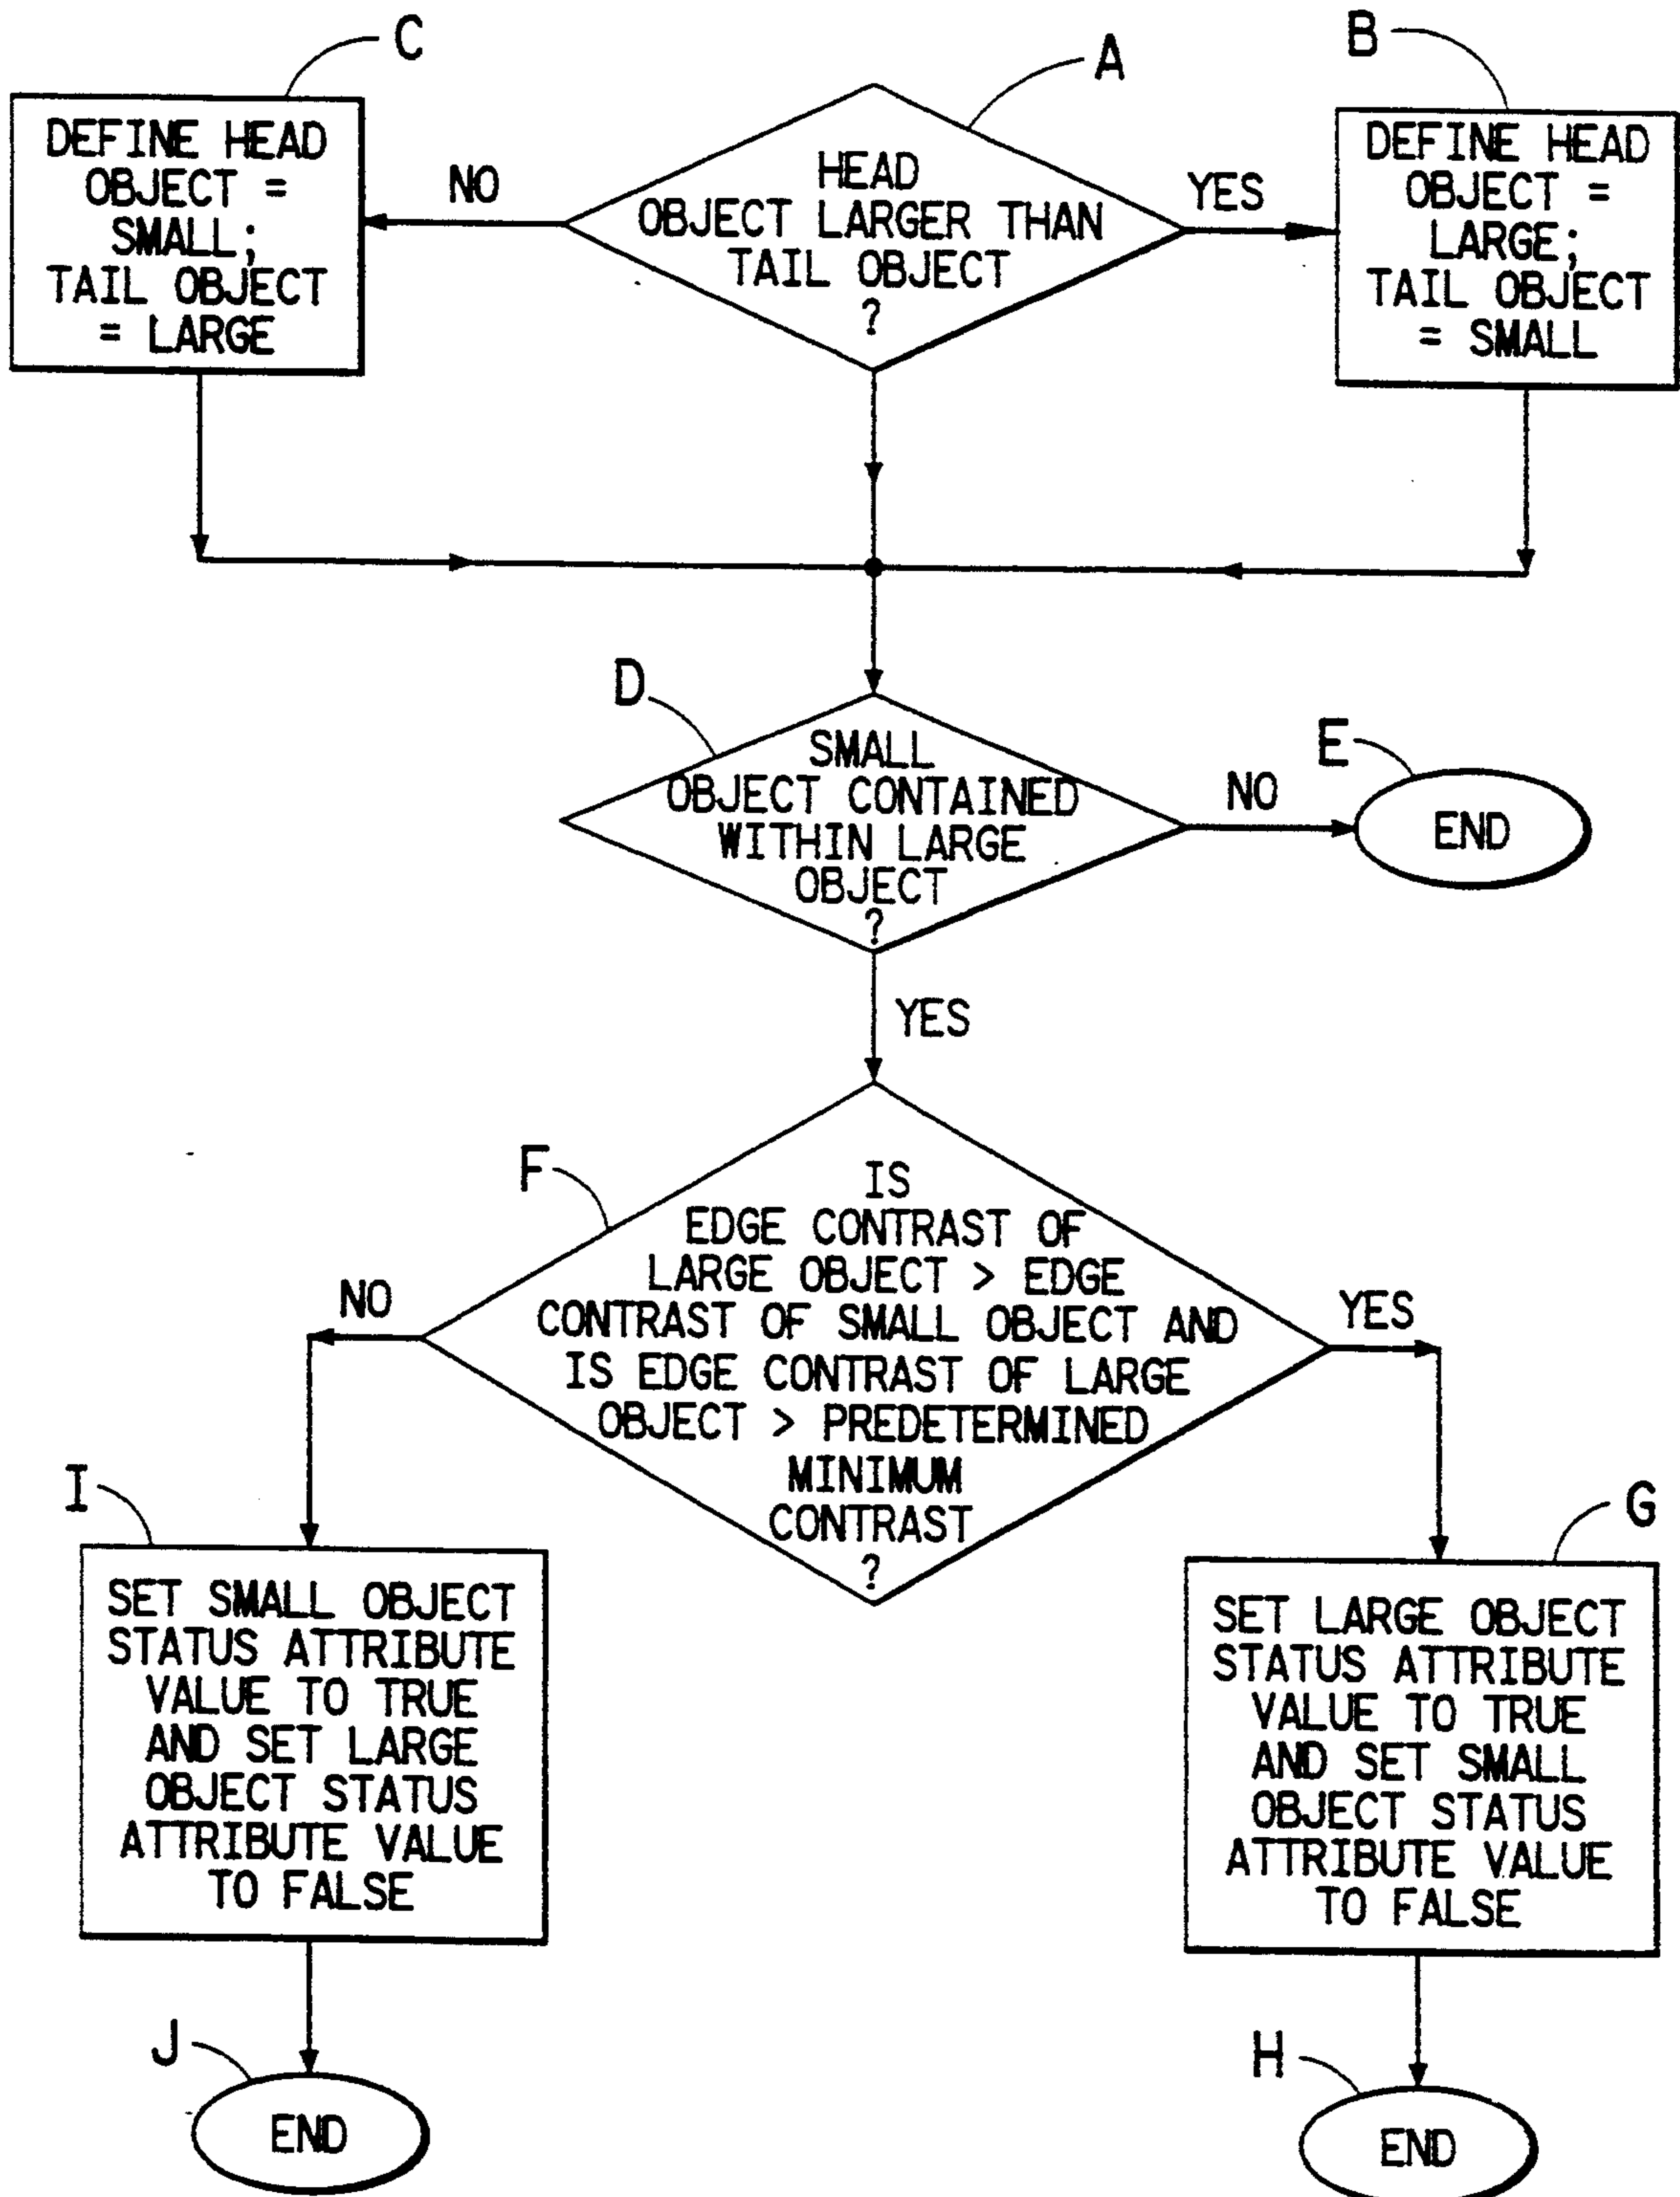 C
A
B
DEFINE HEAD
OBJECT =
SMALL;
TAIL OBJECT
= LARGE
NO
HEAD
OBJECT LARGER THAN
TAIL OBJECT
?
YES
DEFINE HEAD
OBJECT =
LARGE;
TAIL OBJECT
= SMALL
D
SMALL
OBJECT CONTAINED
WITHIN LARGE
OBJECT
?
NO
E
END
YES
F
IS
EDGE CONTRAST OF
LARGE OBJECT > EDGE
CONTRAST OF SMALL OBJECT AND
IS EDGE CONTRAST OF LARGE
OBJECT > PREDETERMINED
MINIMUM
CONTRAST
?
NO
YES
I
SET SMALL OBJECT
STATUS ATTRIBUTE
VALUE TO TRUE
AND SET LARGE
OBJECT STATUS
ATTRIBUTE VALUE
TO FALSE
G
SET LARGE OBJECT
STATUS ATTRIBUTE
VALUE TO TRUE
AND SET SMALL
OBJECT STATUS
ATTRIBUTE VALUE
TO FALSE
J
END
H
END